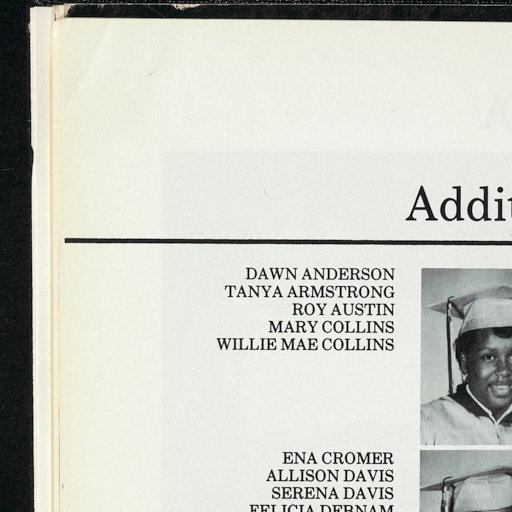 Addit
DAWN ANDERSON
TANYA ARMSTRONG
ROY AUSTIN
MARY COLLINS
WILLIE MAE COLLINS
ENA CROMER
ALLISON DAVIS
SERENA DAVIS
FELICIA DEBNAM